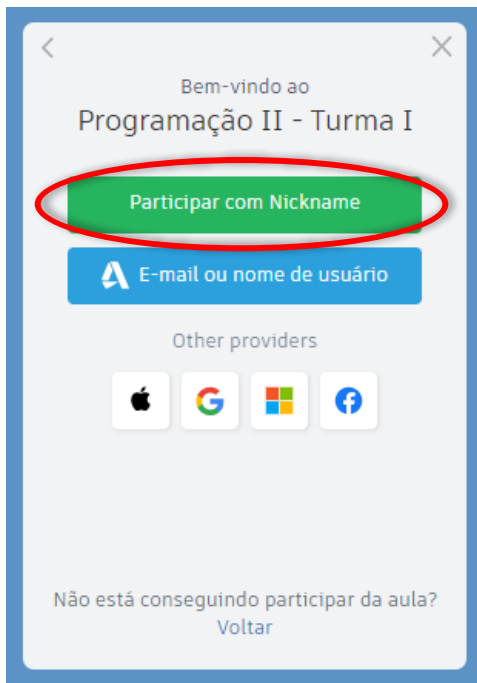 Bem-vindo ao
Programação II - Turma I
Participar com Nickname
E-mail ou nome de usuário
Other providers
Não está conseguindo participar da aula?
Voltar